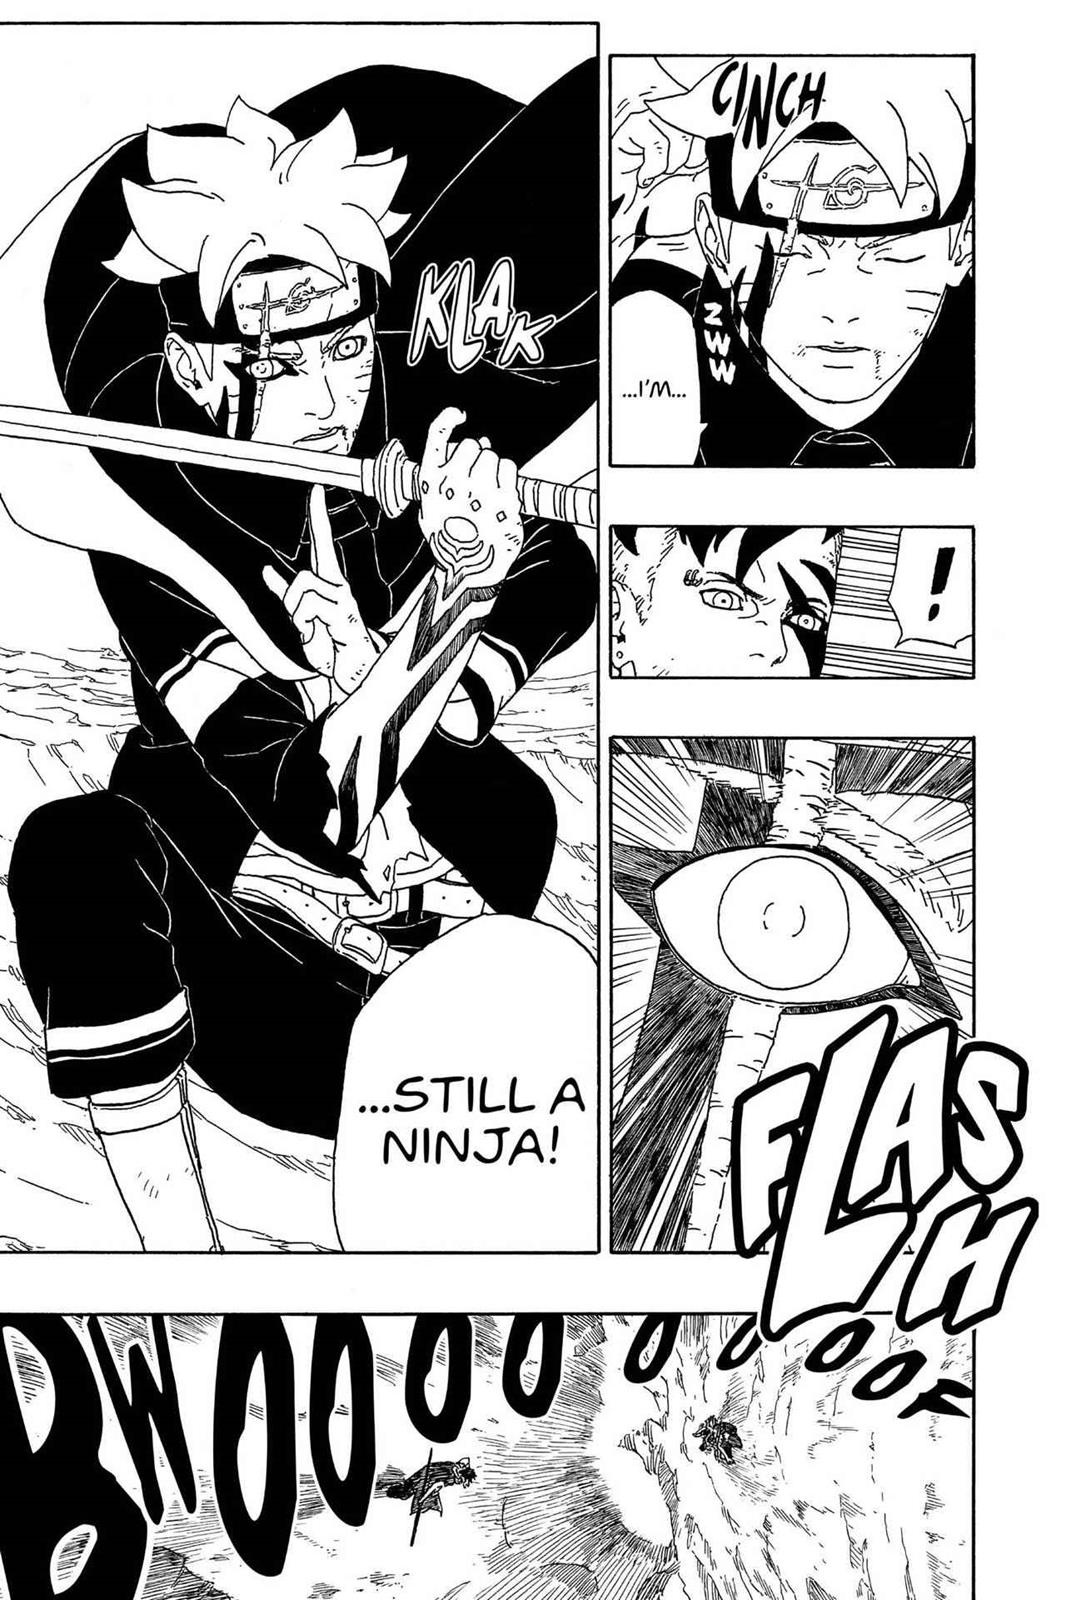 CINCH
ZWW
...I'M...
!
FLASH
KLAK
...STILL A
NINJA!
BWOOOOOOOOOF